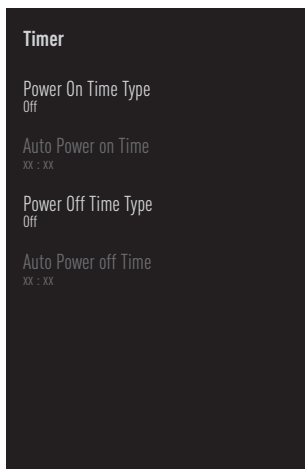 Timer
Power On Time Type
Off
Auto Power on Time
xx : xx
Power Off Time Type
Off
Auto Power off Time
xx : xx